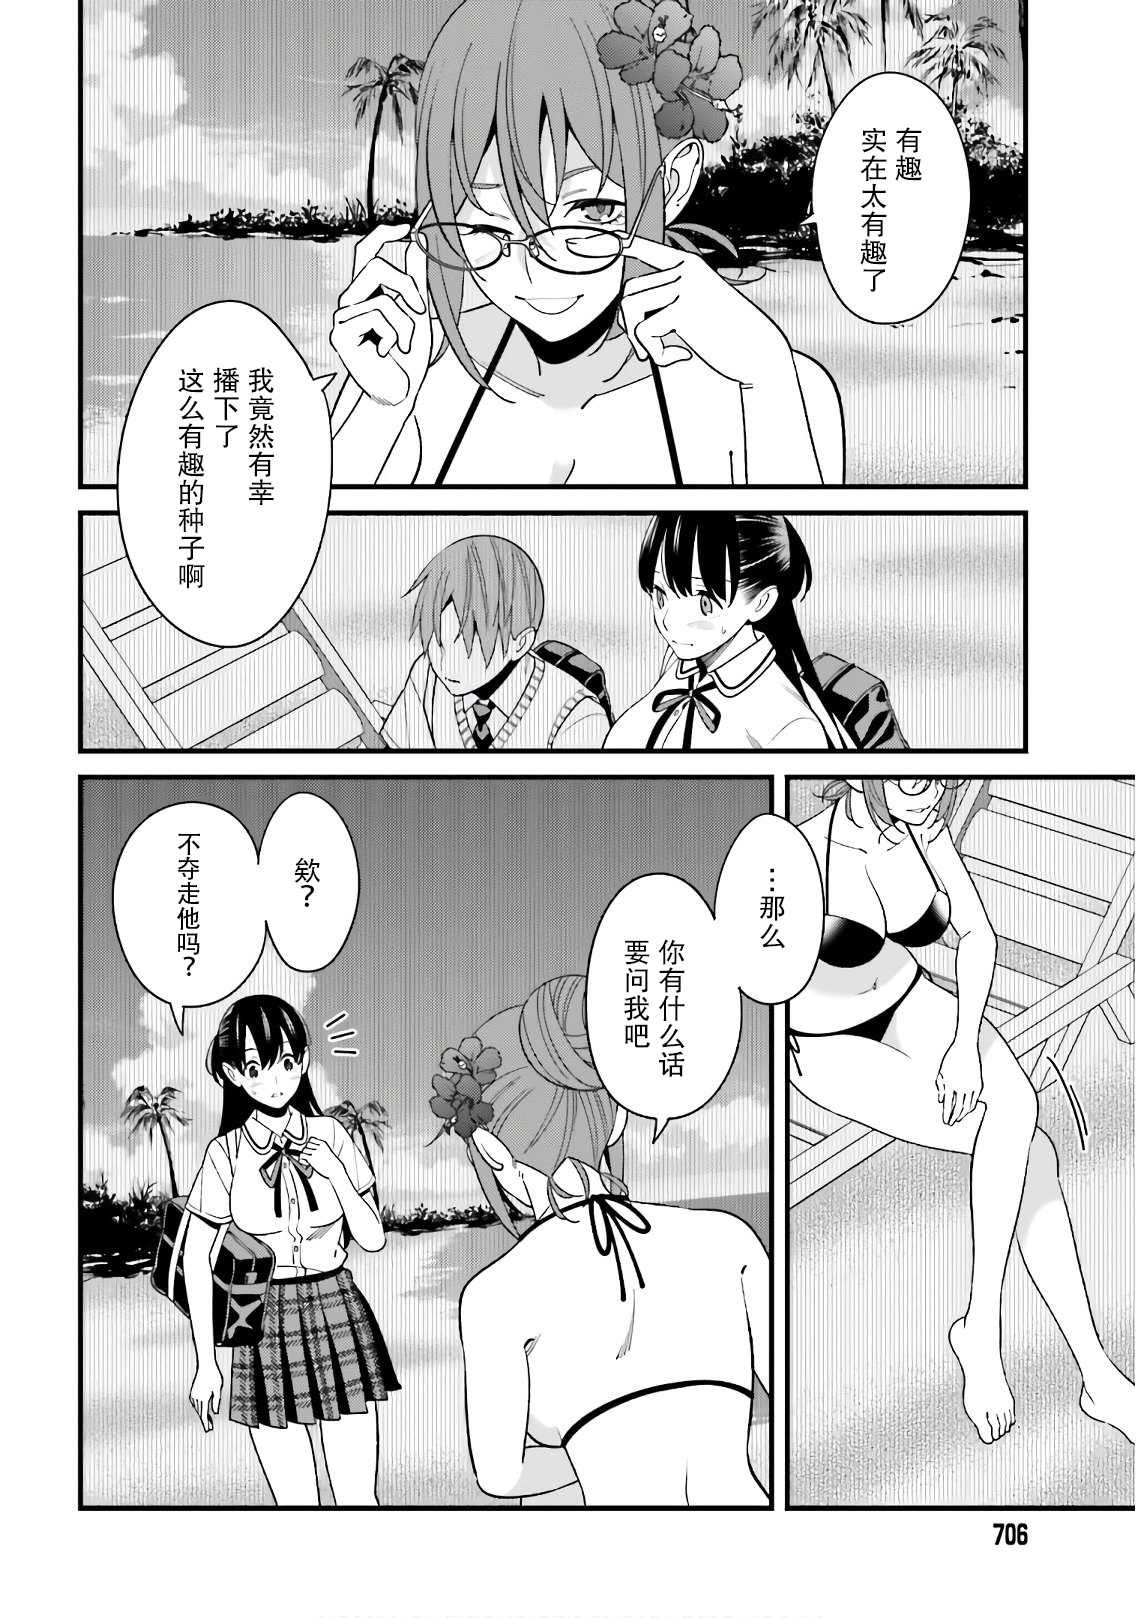 有趣
实在太有趣了
我竟然有幸
播下了
这么有趣的种子啊
…那么
你有什么话
要问我吧
欸？
不夺走他吗？
706